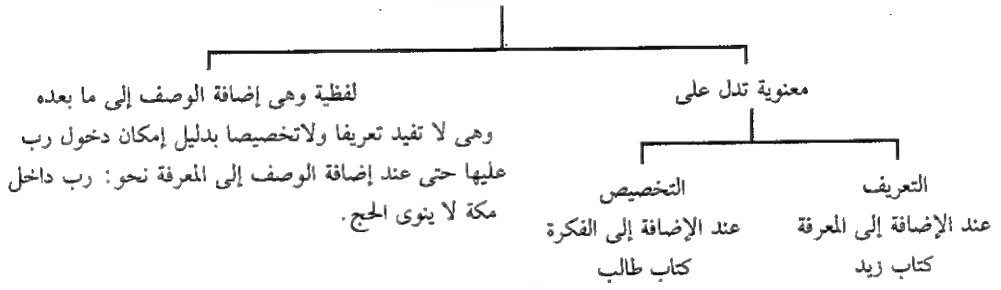 معنوية تدل على
التعريف
عند الإضافة إلى المعرفة
كتاب زيد
التخصيص
عند الإضافة إلى الفكرة
كتاب طالب
لفظية وهى إضافة الوصف إلى ما بعده
وهى لا تفيد تعريفا ولاتخصيصا بدليل إمكان دخول رب
عليها حتى عند إضافة الوصف إلى المعرفة نحو: رب داخل
مكة لا ينوى الحج.